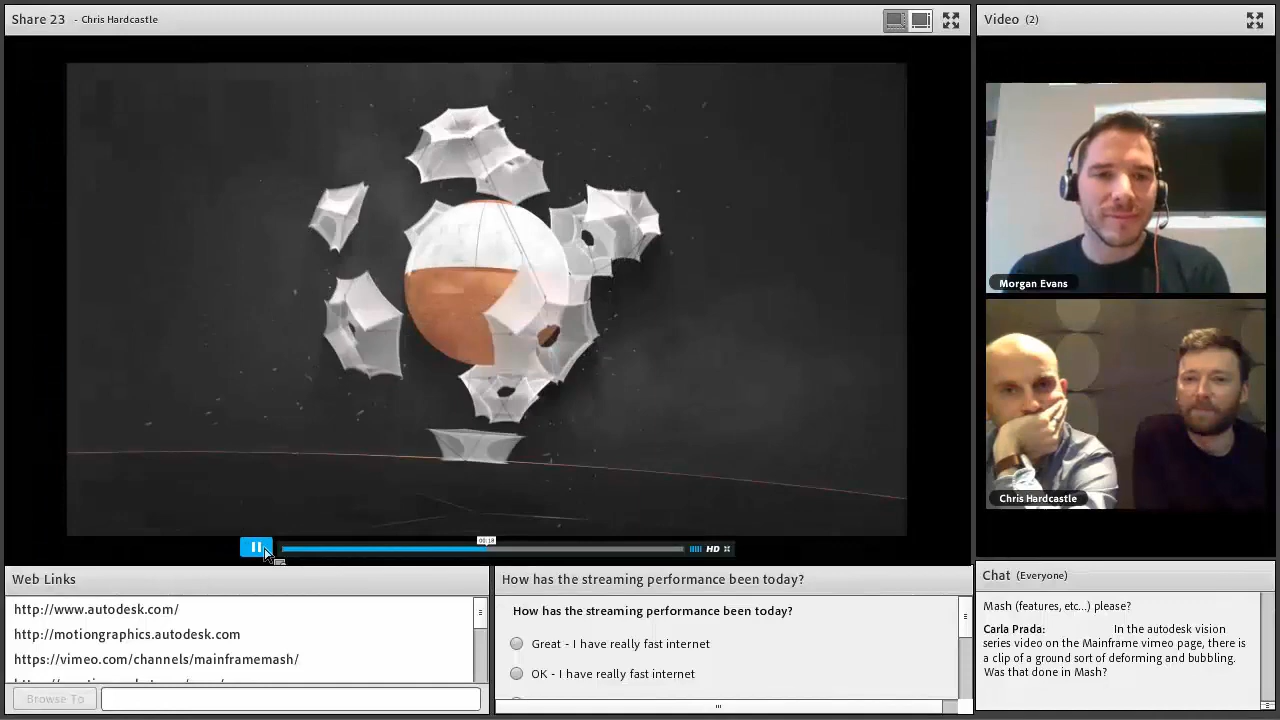 Share 23 - Chris Hardcastle
Video (2)
Morgan Evans
Chris Hardcastle
00:18
HD
Web Links
http://www.autodesk.com/
http://motiongraphics.autodesk.com
https://vimeo.com/channels/mainframemash/
Browse To
How has the streaming performance been today?
How has the streaming performance been today?
Great - I have really fast internet
OK - I have really fast internet
Chat (Everyone)
Mash (features, etc...) please?
Carla Prada: In the autodesk vision
series video on the Mainframe vimeo page, there is
a clip of a ground sort of deforming and bubbling.
Was that done in Mash?